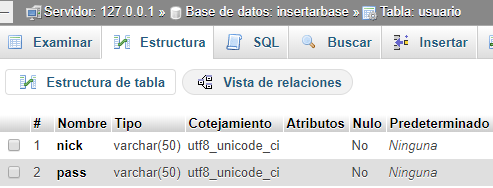 Servidor: 127.0.0.1 » Base de datos: insertarbase » Tabla: usuario
Examinar Estructura SQL Buscar Insertar
Estructura de tabla Vista de relaciones
# Nombre Tipo Cotejamiento Atributos Nulo Predeterminado
1 nick varchar(50) utf8_unicode_ci No Ninguna
2 pass varchar(50) utf8_unicode_ci No Ninguna